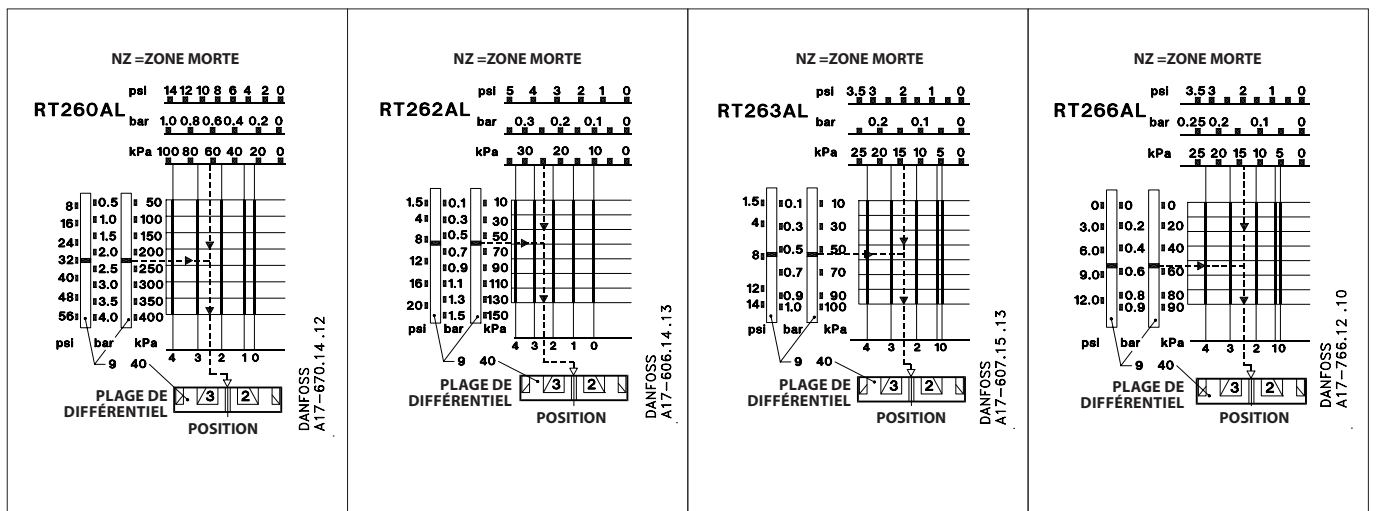 NZ =ZONE MORTE
psi 14 12 10 8 6 4 2 0
RT260AL
bar 1.0 0.8 0.6 0.4 0.2 0
kPa 100 80 60 40 20 0
8 0.5 50
16 1.0 100
24 1.5 150
32 2.0 200
40 2.5 250
48 3.0 300
3.5 350
56 4.0 400
psi bar kPa
4 3 2 1 0
9 40
PLAGE DE
DIFFÉRENTIEL
3 2
POSITION
DANFOSS
A17-670.14.12
NZ =ZONE MORTE
psi 5 4 3 2 1 0
RT262AL
bar 0.3 0.2 0.1 0
kPa 30 20 10 0
1.5 0.1 10
4 0.3 30
8 0.5 50
0.7 70
12 0.9 90
16 1.1 110
1.3 130
20 1.5 150
psi bar kPa
4 3 2 1 0
9 40
PLAGE DE
DIFFÉRENTIEL
3 2
POSITION
DANFOSS
A17-606.14.13
NZ =ZONE MORTE
psi 3.5 3 2 1 0
RT263AL
bar 0.2 0.1 0
kPa 25 20 15 10 5 0
1.5 0.1 10
4 0.3 30
0.5 50
8 0.7 70
12 0.9 90
14 1.0 100
psi bar kPa
4 3 2 1 0
9 40
PLAGE DE
DIFFÉRENTIEL
3 2
POSITION
DANFOSS
A17-607.15.13
NZ =ZONE MORTE
psi 3.5 3 2 1 0
RT266AL
bar 0.25 0.2 0.1 0
kPa 25 20 15 10 5 0
0 0 0
3.0 0.2 20
6.0 0.4 40
9.0 0.6 60
12.0 0.8 80
0.9 90
psi bar kPa
4 3 2 1 0
9 40
PLAGE DE
DIFFÉRENTIEL
3 2
POSITION
DANFOSS
A17-766.12.10